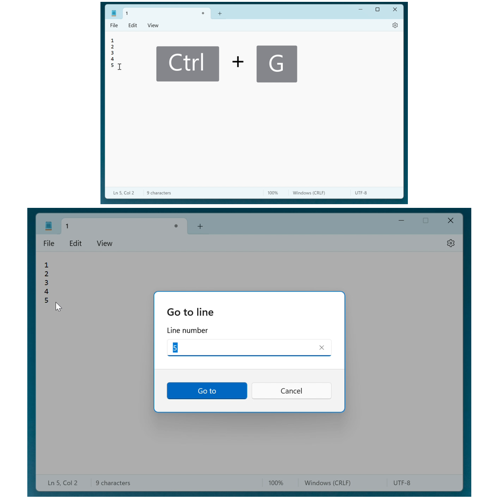 1
File Edit View
1
2
3
4
5
Ctrl + G
Ln 5, Col 2 9 characters 100% Windows (CRLF) UTF-8
1
File Edit View
1
2
3
4
5
Go to line
Line number
5
Go to Cancel
Ln 5, Col 2 9 characters 100% Windows (CRLF) UTF-8